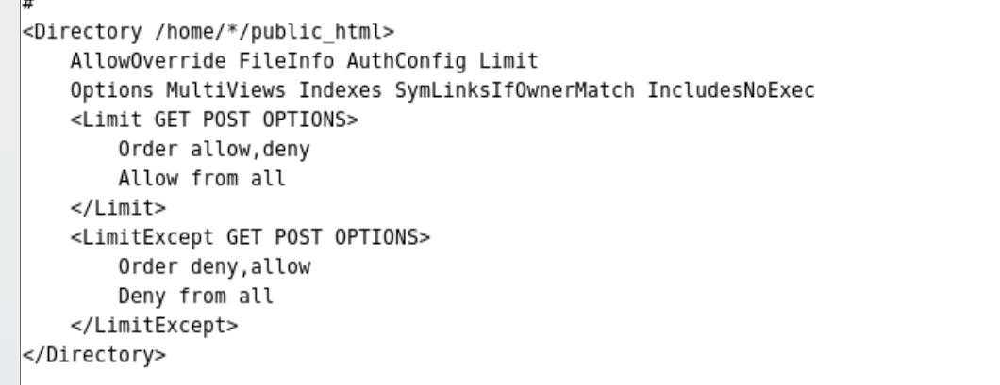 #
<Directory /home/*/public_html>
    AllowOverride FileInfo AuthConfig Limit
    Options MultiViews Indexes SymLinksIfOwnerMatch IncludesNoExec
    <Limit GET POST OPTIONS>
        Order allow,deny
        Allow from all
    </Limit>
    <LimitExcept GET POST OPTIONS>
        Order deny,allow
        Deny from all
    </LimitExcept>
</Directory>